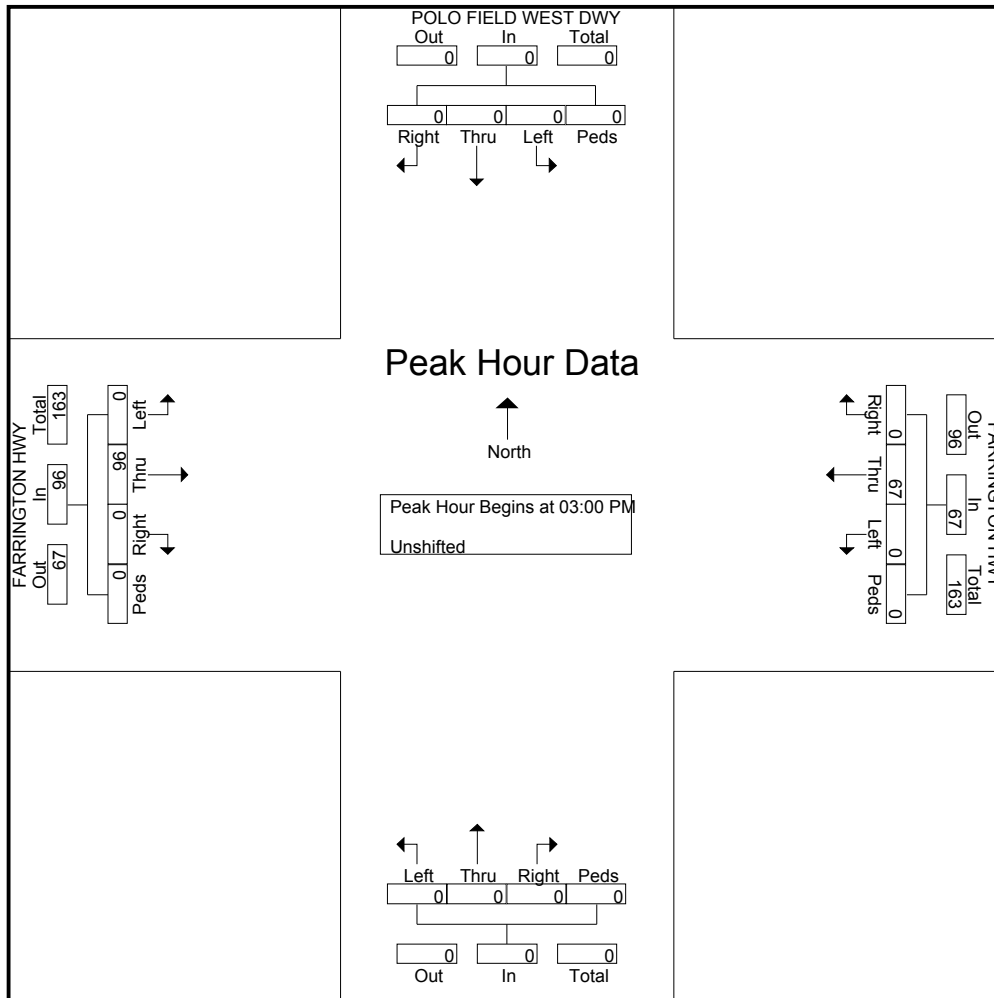 POLO FIELD WEST DWY
Out In Total
0 0 0
0 0 0 0
Right Thru Left Peds
Peak Hour Data
North
Peak Hour Begins at 03:00 PM
Unshifted
FARRINGTON HWY
Total In Out
163 96 67
0 96 0 0
Left Thru Right Peds
Right Thru Left Peds
0 67 0 0
Out In Total
96 67 163
FARRINGTON HWY
Left Thru Right Peds
0 0 0 0
0 0 0
Out In Total